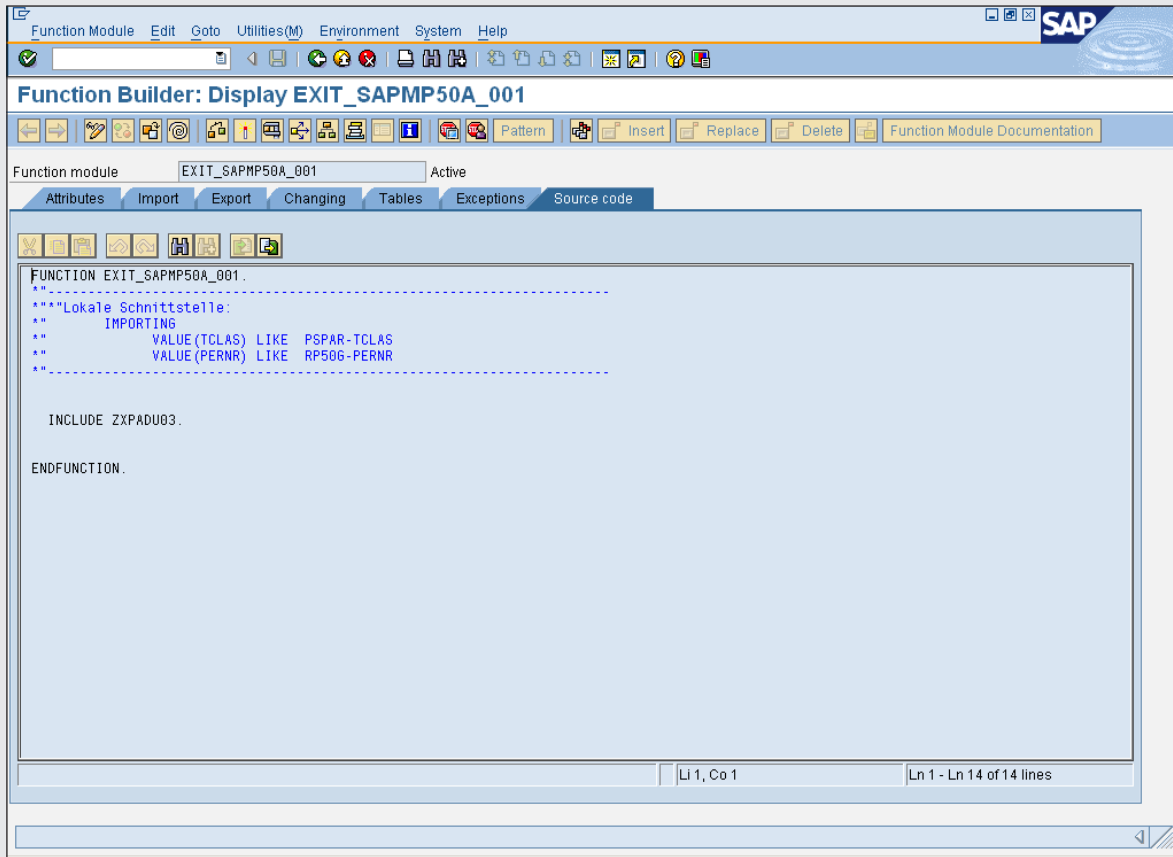 Function Module Edit Goto Utilities(M) Environment System Help
SAP
Function Builder: Display EXIT_SAPMP50A_001
Pattern Insert Replace Delete Function Module Documentation
Function module EXIT_SAPMP50A_001 Active
Attributes Import Export Changing Tables Exceptions Source code
FUNCTION EXIT_SAPMP50A_001.
*"----------------------------------------------------------------------
*"*"Lokale Schnittstelle:
*" IMPORTING
*" VALUE(TCLAS) LIKE PSPAR-TCLAS
*" VALUE(PERNR) LIKE RP50G-PERNR
*"----------------------------------------------------------------------
INCLUDE ZXPADU03.
ENDFUNCTION.
Li 1, Co 1 Ln 1 - Ln 14 of 14 lines